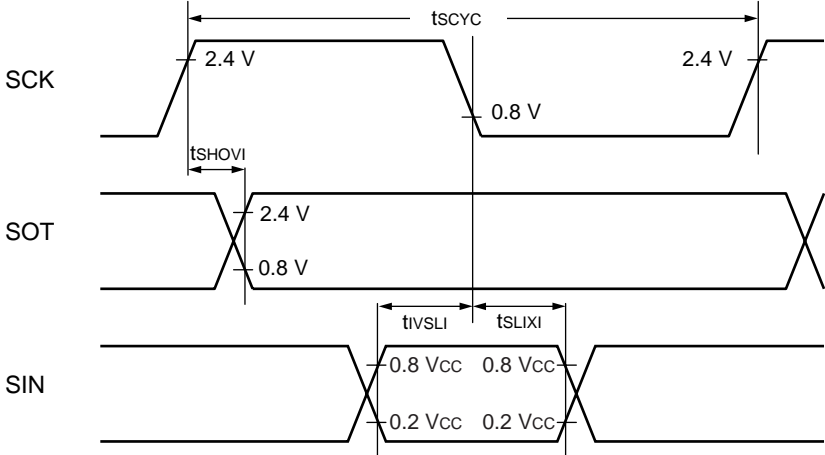 tSCYC
SCK
2.4 V
2.4 V
0.8 V
tSHOVI
SOT
2.4 V
0.8 V
tIVSLI
tSLIXI
SIN
0.8 VCC
0.8 VCC
0.2 VCC
0.2 VCC